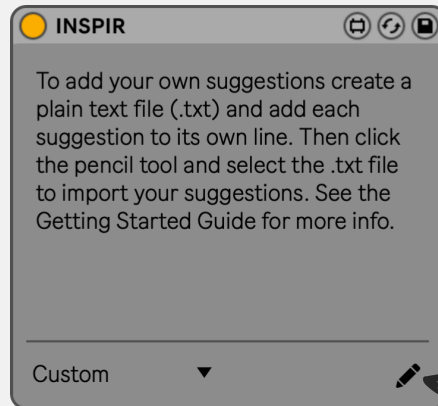 INSPIR
To add your own suggestions create a
plain text file (.txt) and add each
suggestion to its own line. Then click
the pencil tool and select the .txt file
to import your suggestions. See the
Getting Started Guide for more info.
Custom